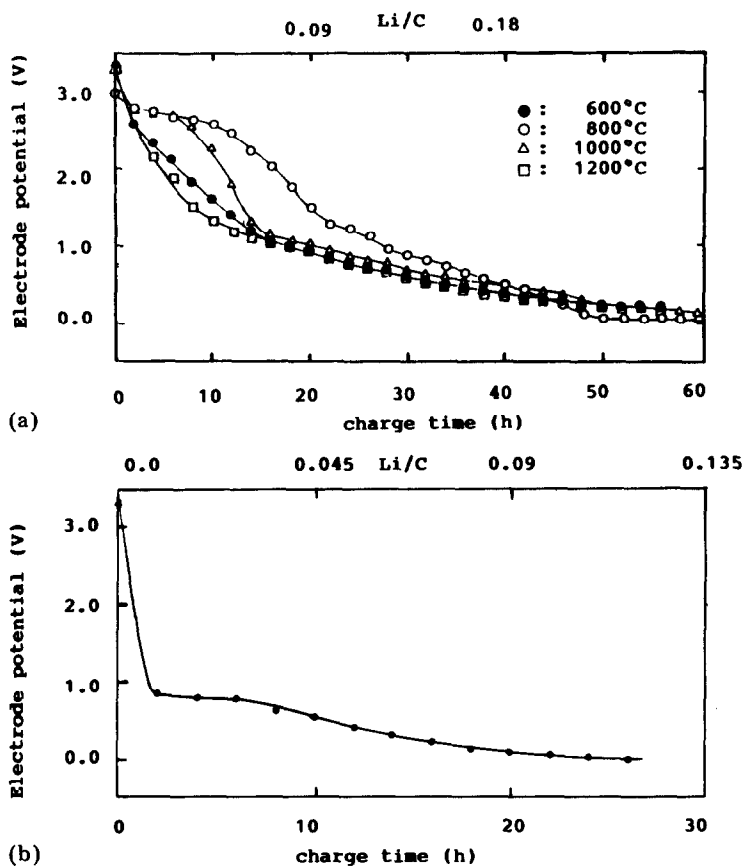 (a)
0.09 Li/C 0.18
Electrode potential (V)
3.0
2.0
1.0
0.0
●: 600°C
○: 800°C
△: 1000°C
□: 1200°C
0 10 20 30 40 50 60
charge time (h)
(b)
0.0 0.045 Li/C 0.09 0.135
Electrode potential (V)
3.0
2.0
1.0
0.0
0 10 20 30
charge time (h)